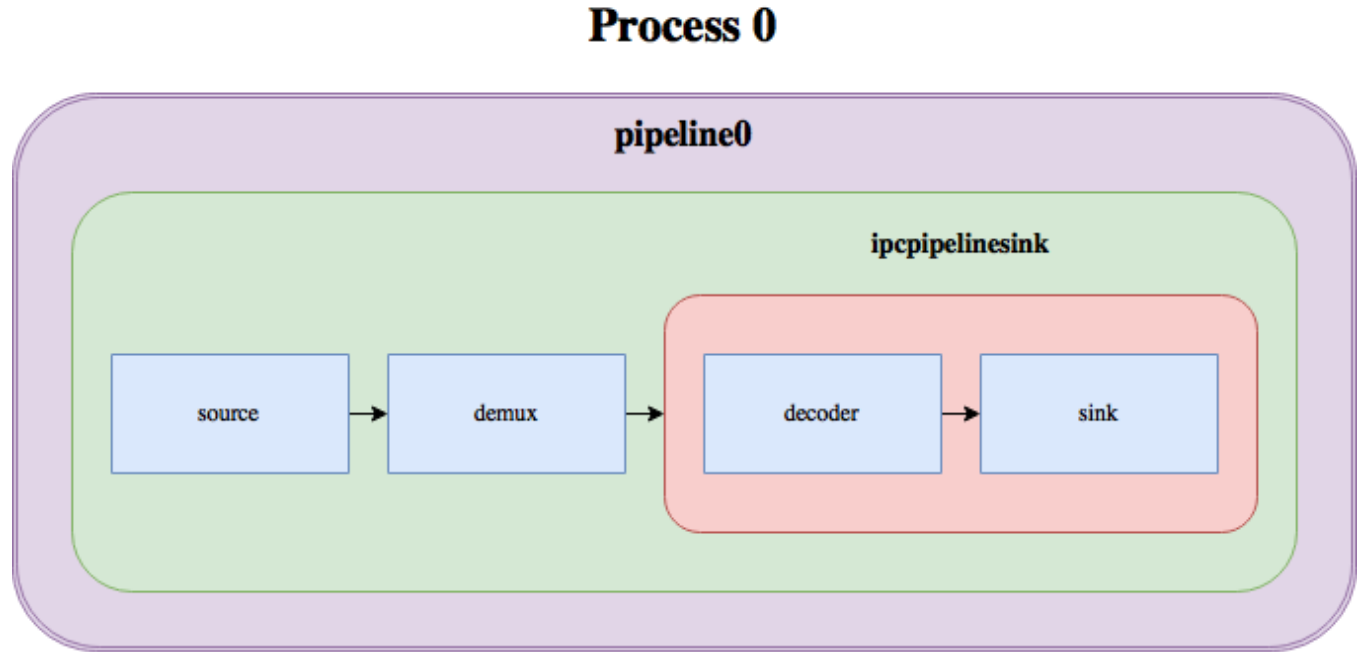 Process 0
pipeline0
ipcpipelinesink
source
demux
decoder
sink